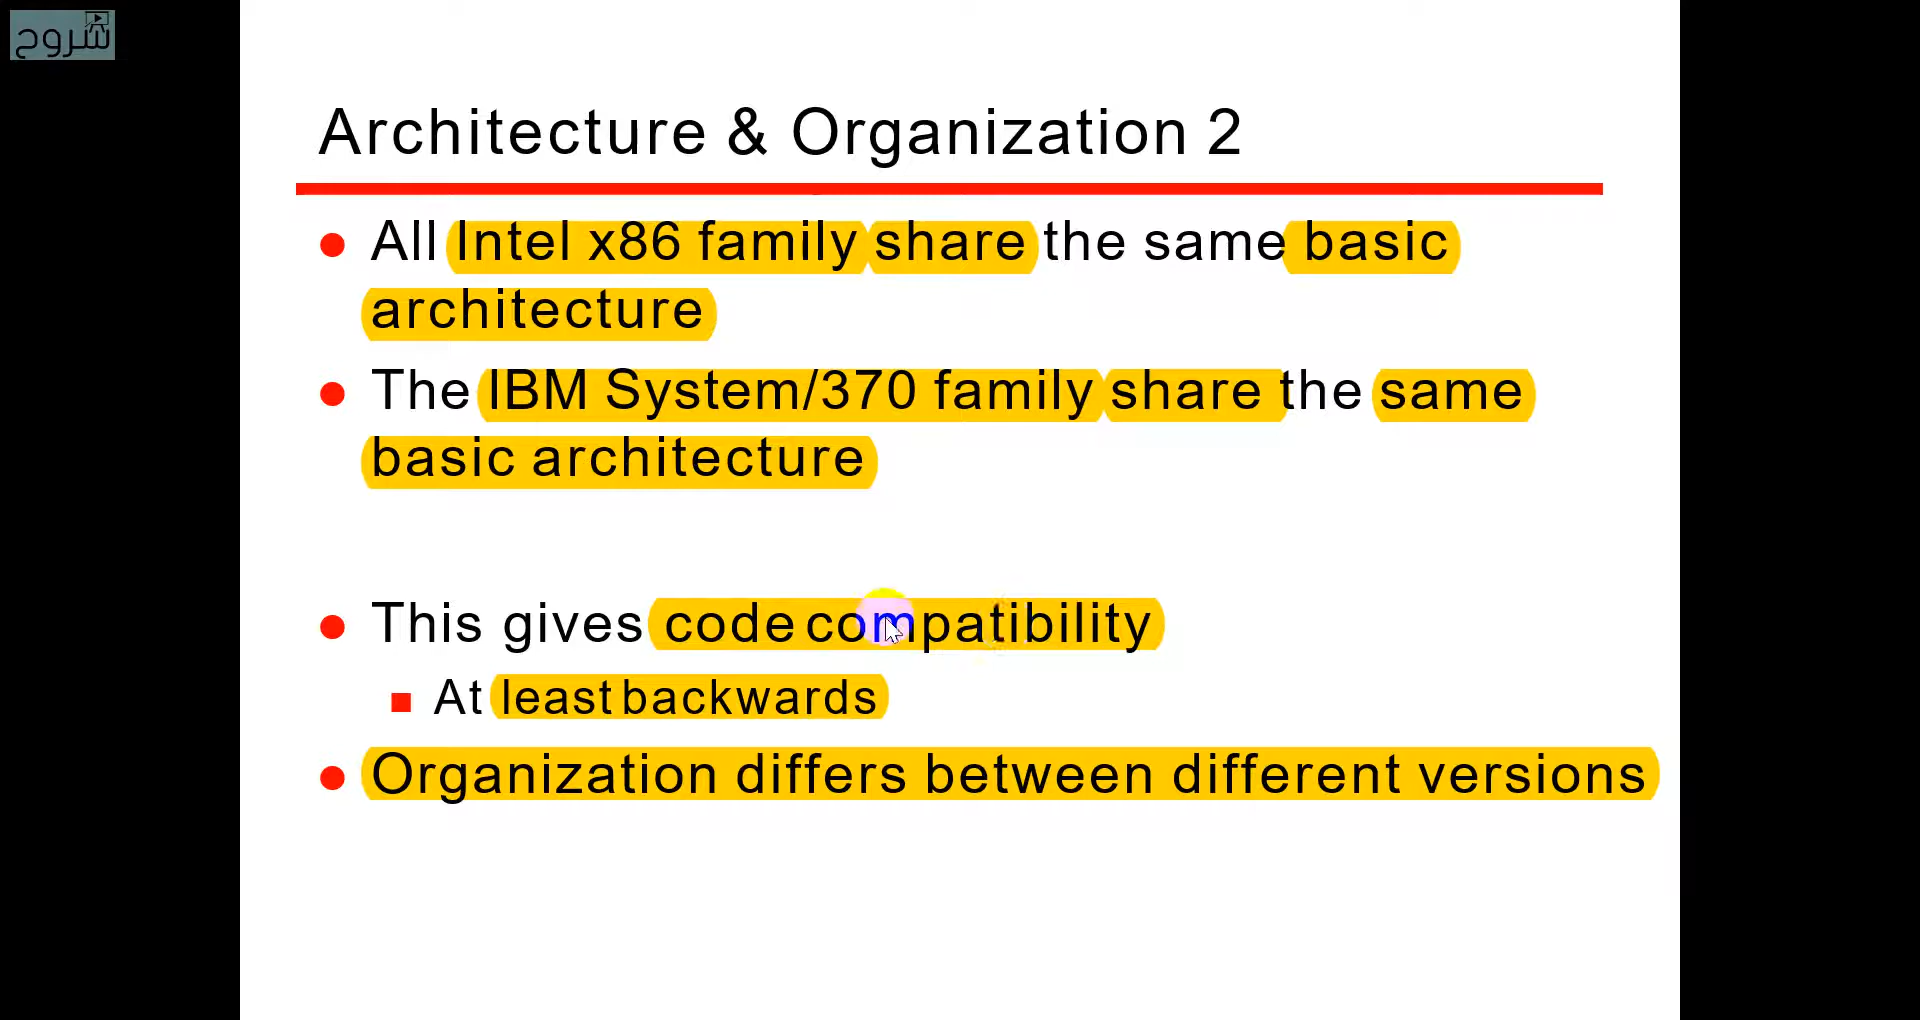 شروح
Architecture & Organization 2
All Intel x86 family share the same basic
architecture
The IBM System/370 family share the same
basic architecture
This gives code compatibility
At least backwards
Organization differs between different versions